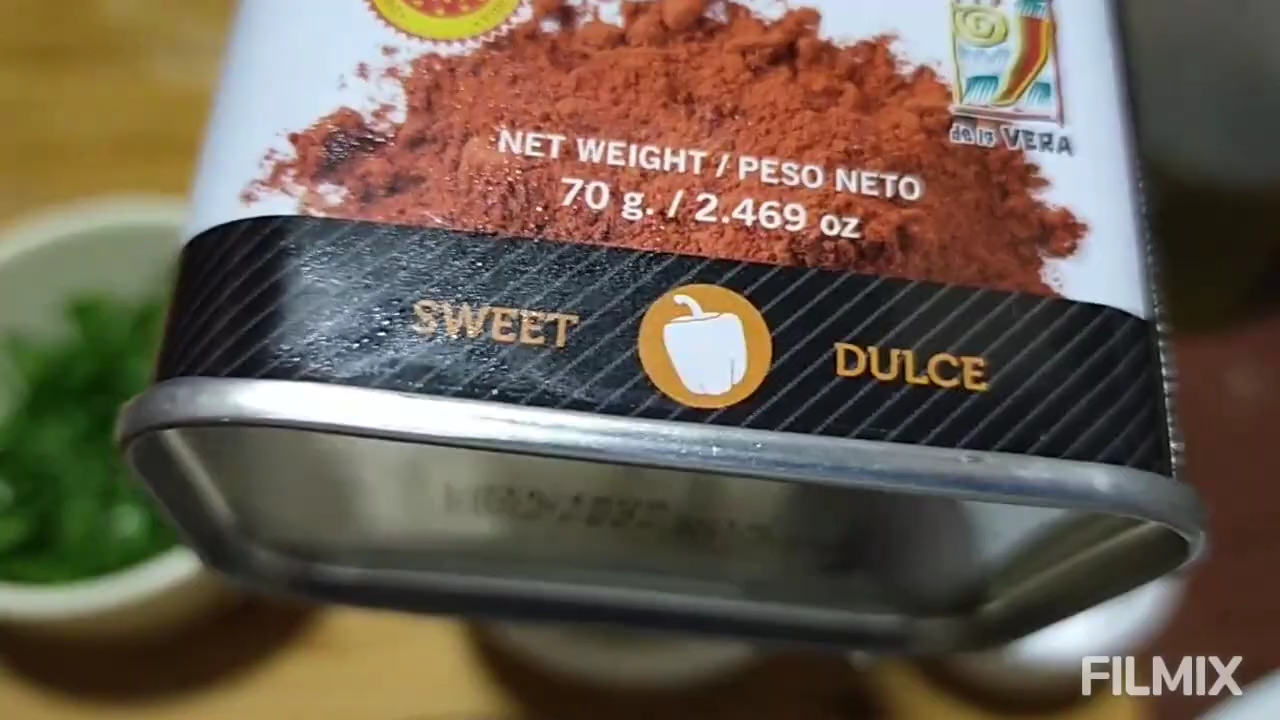 de la VERA
NET WEIGHT / PESO NETO
70 g. / 2.469 oz
SWEET DULCE
FILMIX